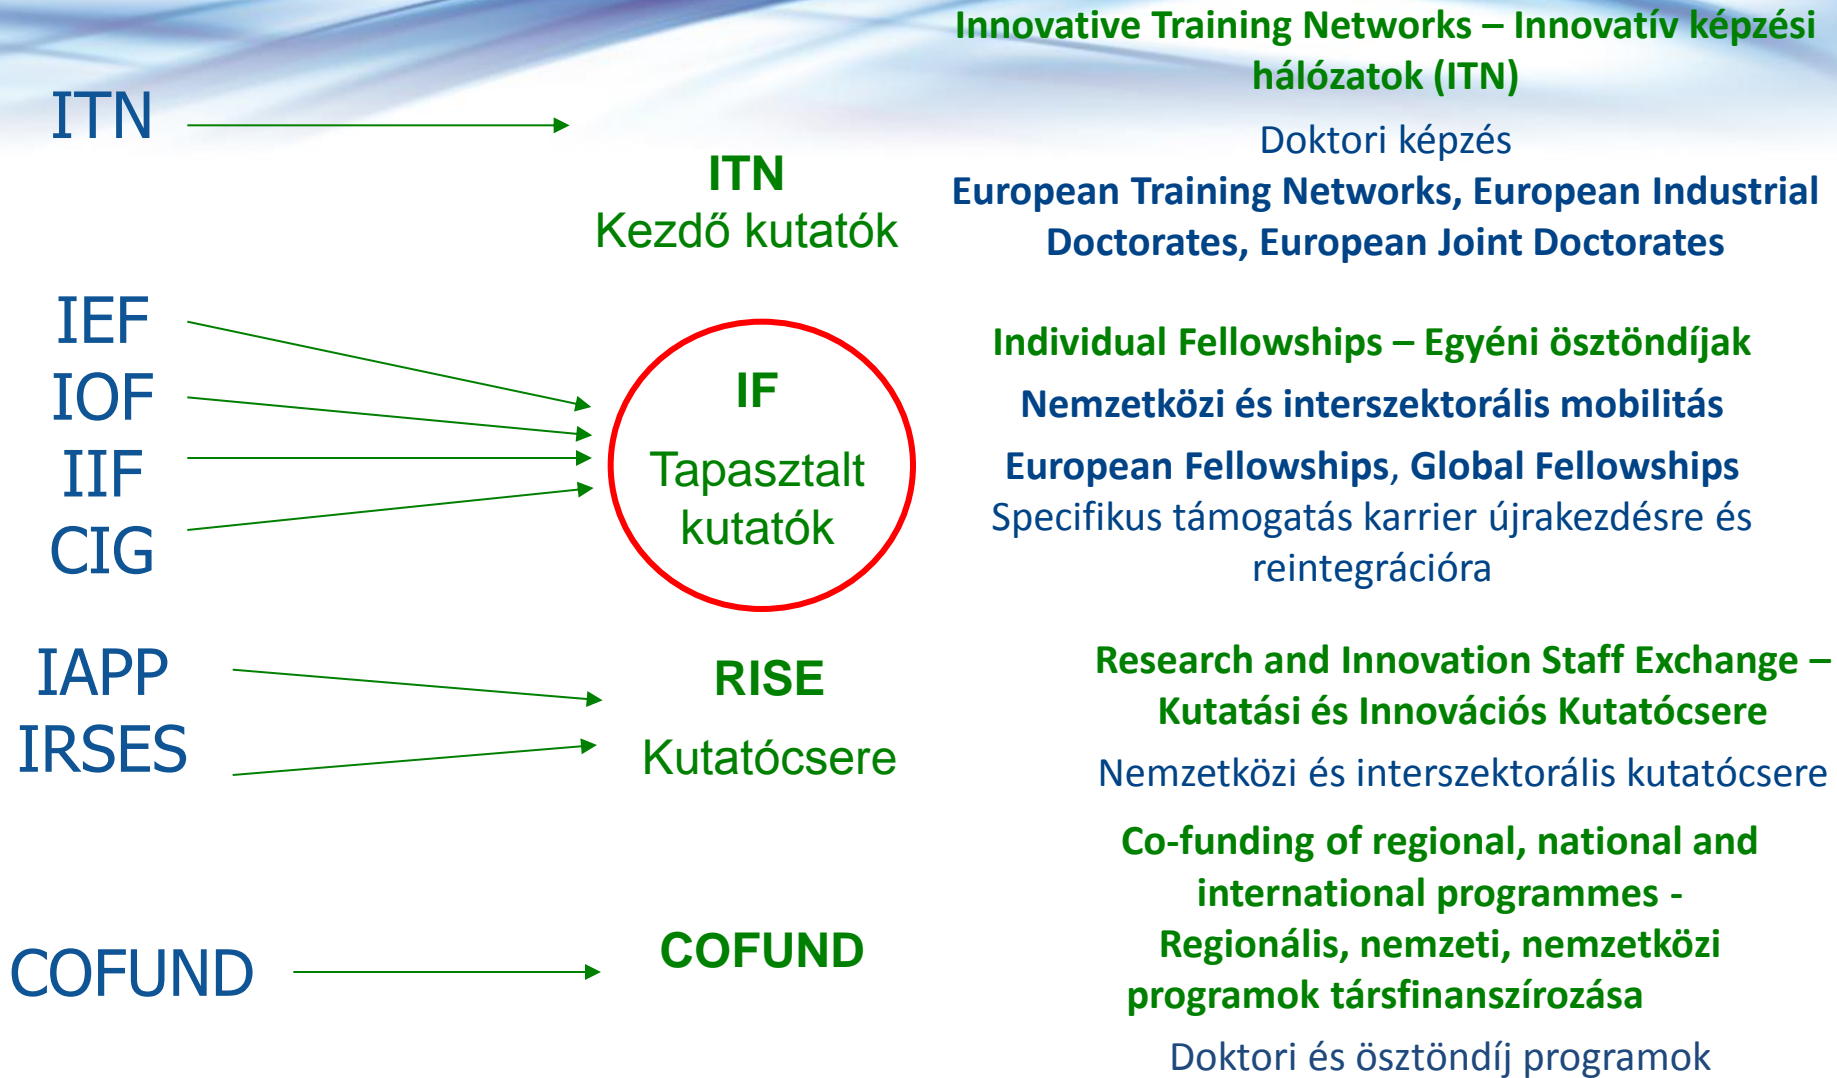 ITN
IEF
IOF
IIF
CIG
IAPP
IRSES
COFUND
ITN
Kezdő kutatók
IF
Tapasztalt
kutatók
RISE
Kutatócsere
COFUND
Innovative Training Networks – Innovatív képzési
hálózatok (ITN)
Doktori képzés
European Training Networks, European Industrial
Doctorates, European Joint Doctorates
Individual Fellowships – Egyéni ösztöndíjak
Nemzetközi és interszektorális mobilitás
European Fellowships, Global Fellowships
Specifikus támogatás karrier újrakezdésre és
reintegrációra
Research and Innovation Staff Exchange –
Kutatási és Innovációs Kutatócsere
Nemzetközi és interszektorális kutatócsere
Co-funding of regional, national and
international programmes -
Regionális, nemzeti, nemzetközi
programok társfinanszírozása
Doktori és ösztöndíj programok